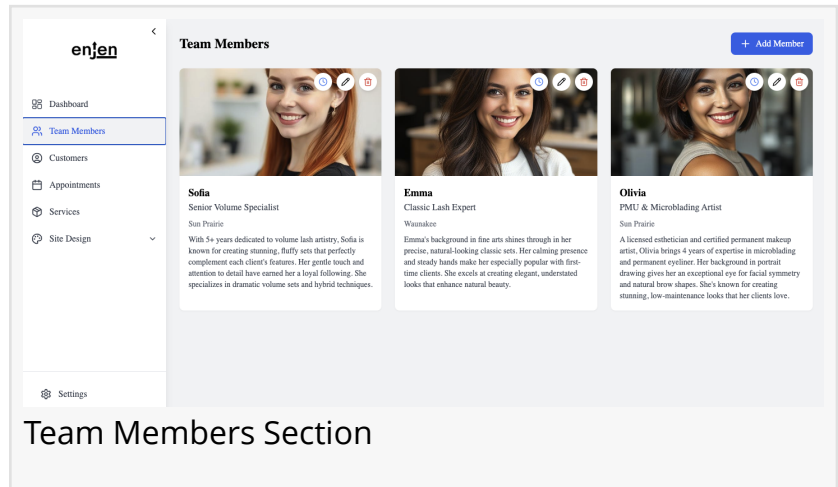 enjen
Team Members
+ Add Member
Dashboard
Team Members
Customers
Appointments
Services
Site Design
Settings
Sofia
Senior Volume Specialist
Sun Prairie
With 5+ years dedicated to volume lash artistry, Sofia is
known for creating stunning, fluffy sets that perfectly
complement each client's features. Her gentle touch and
attention to detail have earned her a loyal following. She
specializes in dramatic volume sets and hybrid techniques.
Emma
Classic Lash Expert
Waunakee
Emma's background in fine arts shines through in her
precise, natural-looking classic sets. Her calming presence
and steady hands make her especially popular with first-
time clients. She excels at creating elegant, understated
looks that enhance natural beauty.
Olivia
PMU & Microblading Artist
Sun Prairie
A licensed esthetician and certified permanent makeup
artist, Olivia brings 4 years of expertise in microblading
and permanent eyeliner. Her background in portrait
drawing gives her an exceptional eye for facial symmetry
and natural brow shapes. She's known for creating
stunning, low-maintenance looks that her clients love.
Team Members Section